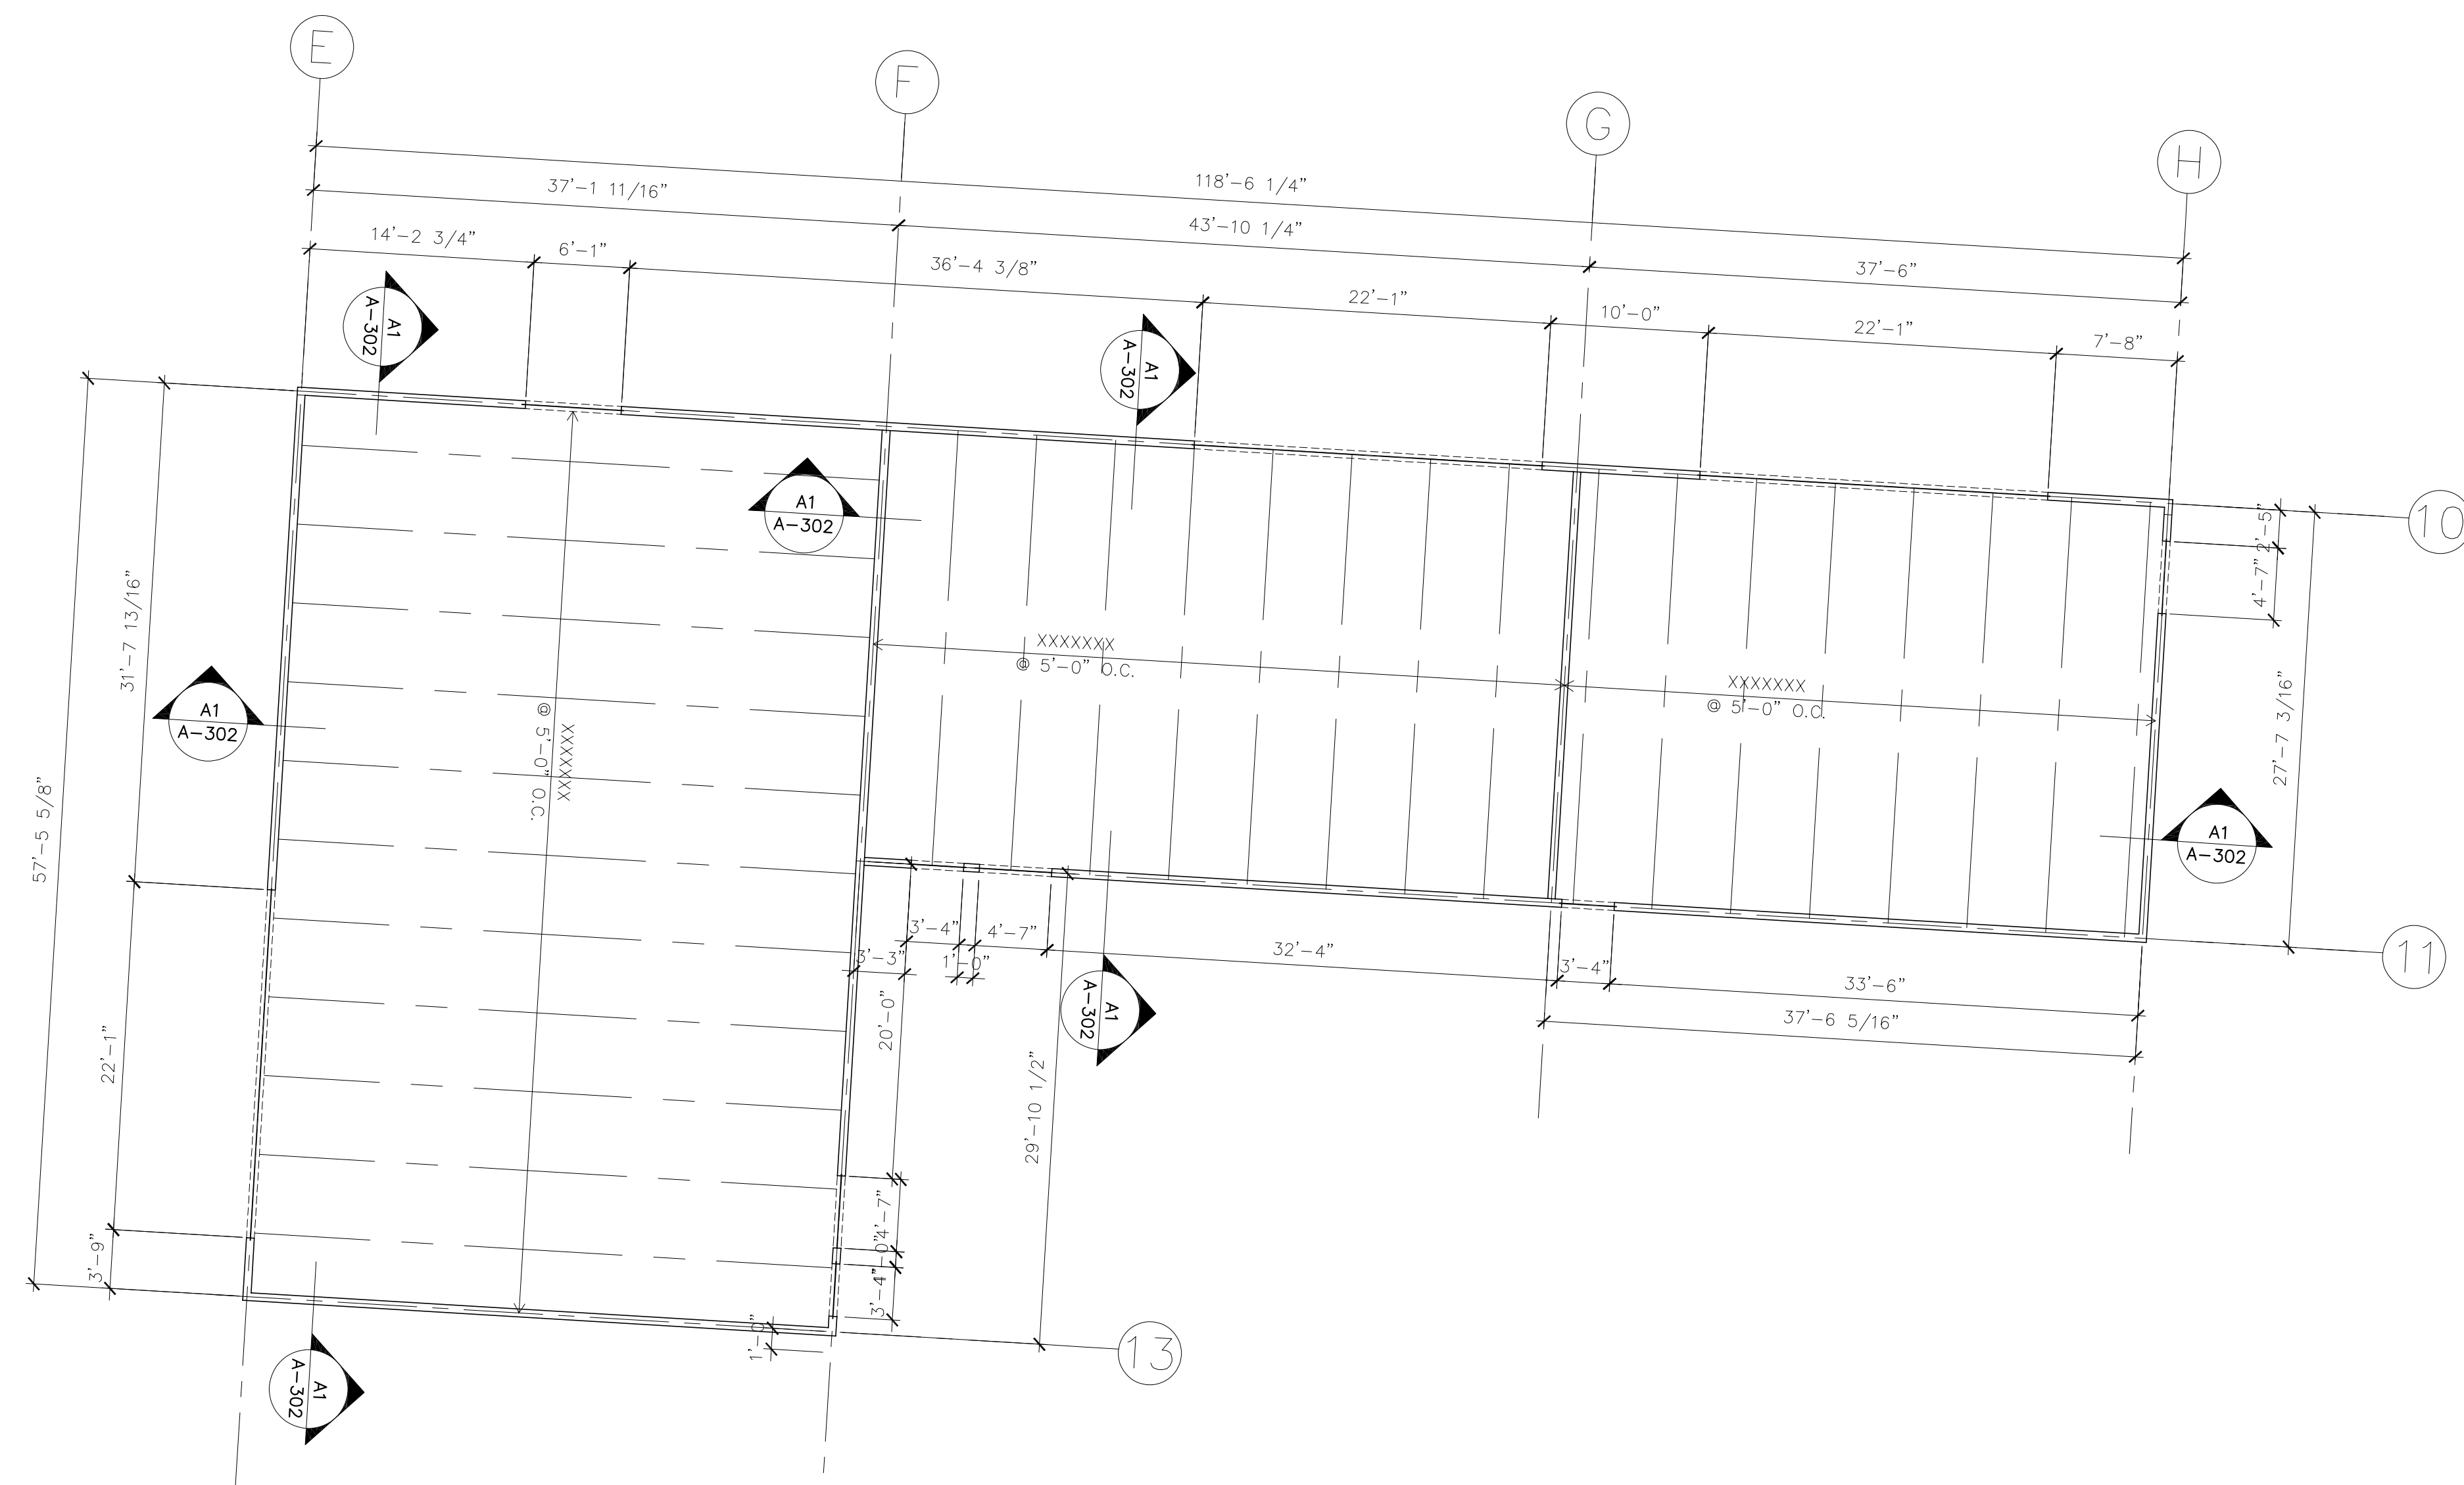 E
F
G
H
118'-6 1/4"
37'-1 11/16"
43'-10 1/4"
37'-6"
14'-2 3/4"
6'-1"
36'-4 3/8"
22'-1"
10'-0"
22'-1"
7'-8"
A1
A-302
A1
A-302
A1
A-302
10
2'-5"
4'-7"
31'-7 13/16"
XXXXXXX
@ 5'-0" O.C.
XXXXXXX
@ 5'-0" O.C.
XXXXXXX
@ 5'-0" O.C.
27'-7 3/16"
A1
A-302
57'-5 5/8"
A1
A-302
3'-4"
4'-7"
3'-3"
1'-0"
32'-4"
3'-4"
33'-6"
11
37'-6 5/16"
20'-0"
A1
A-302
22'-1"
29'-10 1/2"
4'-7"
1'-0"
3'-4"
3'-9"
1'-0"
13
A1
A-302